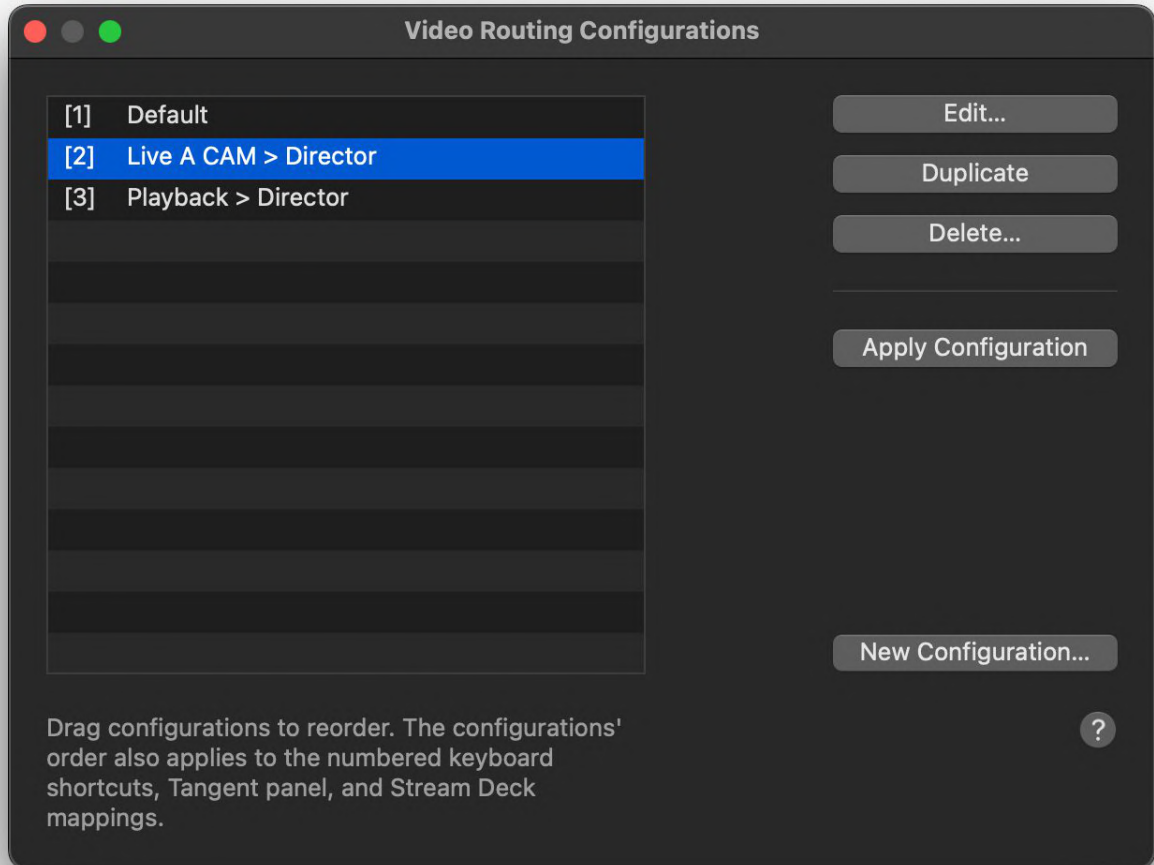 Video Routing Configurations
[1] Default
[2] Live A CAM > Director
[3] Playback > Director
Edit...
Duplicate
Delete...
Apply Configuration
New Configuration...
Drag configurations to reorder. The configurations'
order also applies to the numbered keyboard
shortcuts, Tangent panel, and Stream Deck
mappings.
?